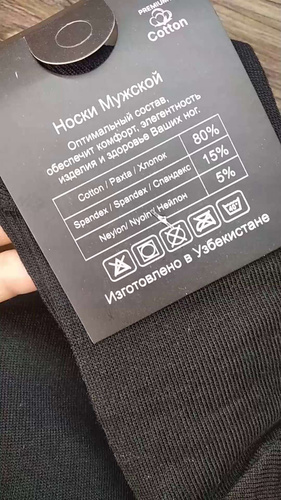 PREMIUM
Cotton
Носки Мужской
Оптимальный состав,
обеспечит комфорт, элегантность
изделия и здоровье Ваших ног.
Cotton / Paxta / Хлопок 80%
Spandex / Spandex / Спандекс 15%
Neylon/ Nyoln/ Нейлон 5%
Изготовлено в Узбекистане